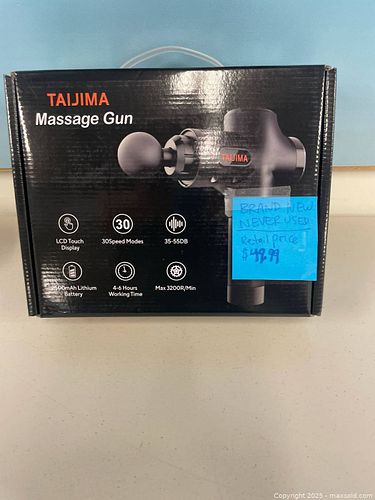 TAIJIMA
Massage Gun
TAIJIMA
BRAND NEW
NEVER USED
Retail price
$49.99
LCD Touch
Display
30
30Speed Modes
35-55DB
Lithium
Battery
4-6 Hours
Working Time
Max 3200R/Min
Copyright 2025 - maxsold.com